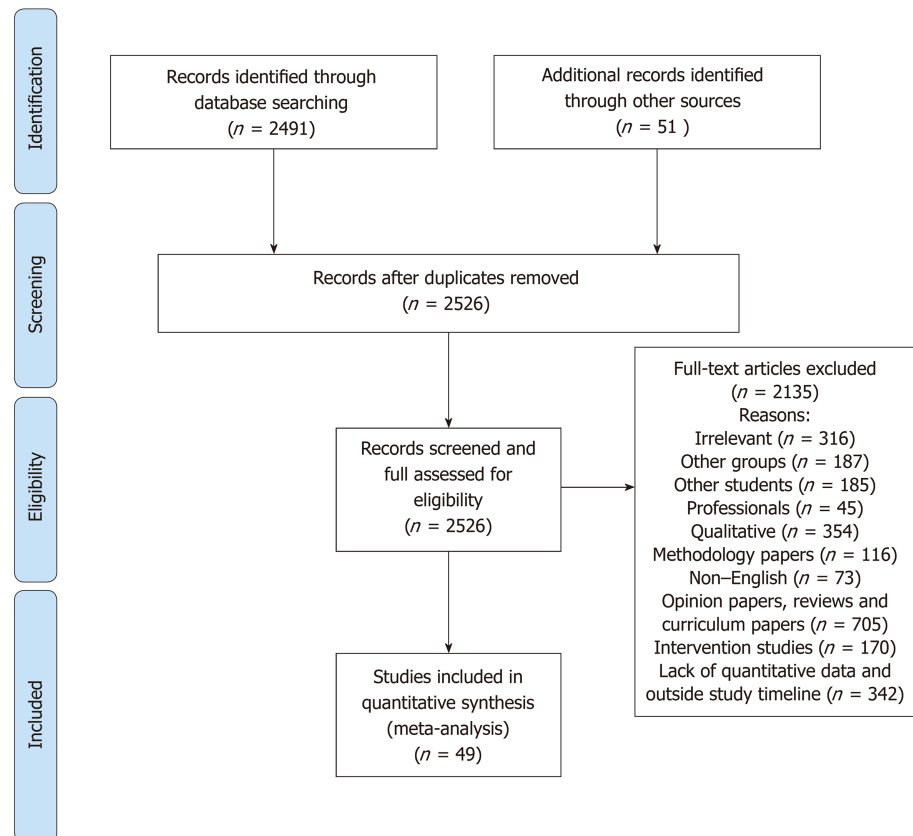 Identification
Records identified through
database searching
(n = 2491)
Additional records identified
through other sources
(n = 51 )
Screening
Records after duplicates removed
(n = 2526)
Eligibility
Records screened and
full assessed for
eligibility
(n = 2526)
Full-text articles excluded
(n = 2135)
Reasons:
Irrelevant (n = 316)
Other groups (n = 187)
Other students (n = 185)
Professionals (n = 45)
Qualitative (n = 354)
Methodology papers (n = 116)
Non–English (n = 73)
Opinion papers, reviews and
curriculum papers (n = 705)
Intervention studies (n = 170)
Lack of quantitative data and
outside study timeline (n = 342)
Included
Studies included in
quantitative synthesis
(meta-analysis)
(n = 49)